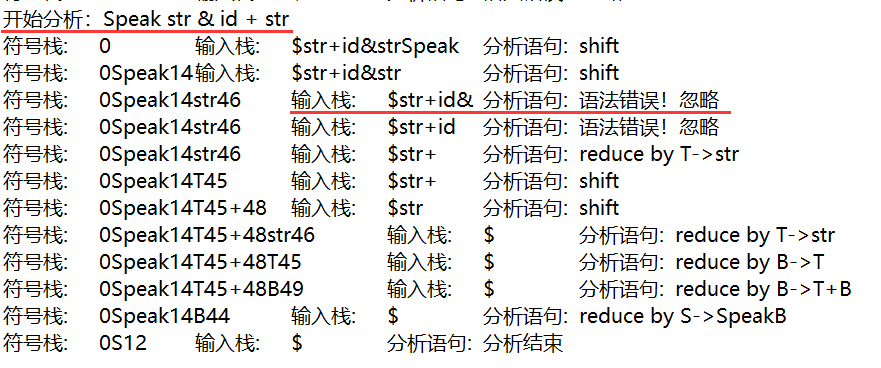 开始分析：Speak str & id + str
符号栈: 0 输入栈: $str+id&strSpeak 分析语句: shift
符号栈: 0Speak14 输入栈: $str+id&str 分析语句: shift
符号栈: 0Speak14str46 输入栈: $str+id& 分析语句: 语法错误！忽略
符号栈: 0Speak14str46 输入栈: $str+id 分析语句: 语法错误！忽略
符号栈: 0Speak14str46 输入栈: $str+ 分析语句: reduce by T->str
符号栈: 0Speak14T45 输入栈: $str+ 分析语句: shift
符号栈: 0Speak14T45+48 输入栈: $str 分析语句: shift
符号栈: 0Speak14T45+48str46 输入栈: $ 分析语句: reduce by T->str
符号栈: 0Speak14T45+48T45 输入栈: $ 分析语句: reduce by B->T
符号栈: 0Speak14T45+48B49 输入栈: $ 分析语句: reduce by B->T+B
符号栈: 0Speak14B44 输入栈: $ 分析语句: reduce by S->SpeakB
符号栈: 0S12 输入栈: $ 分析语句: 分析结束